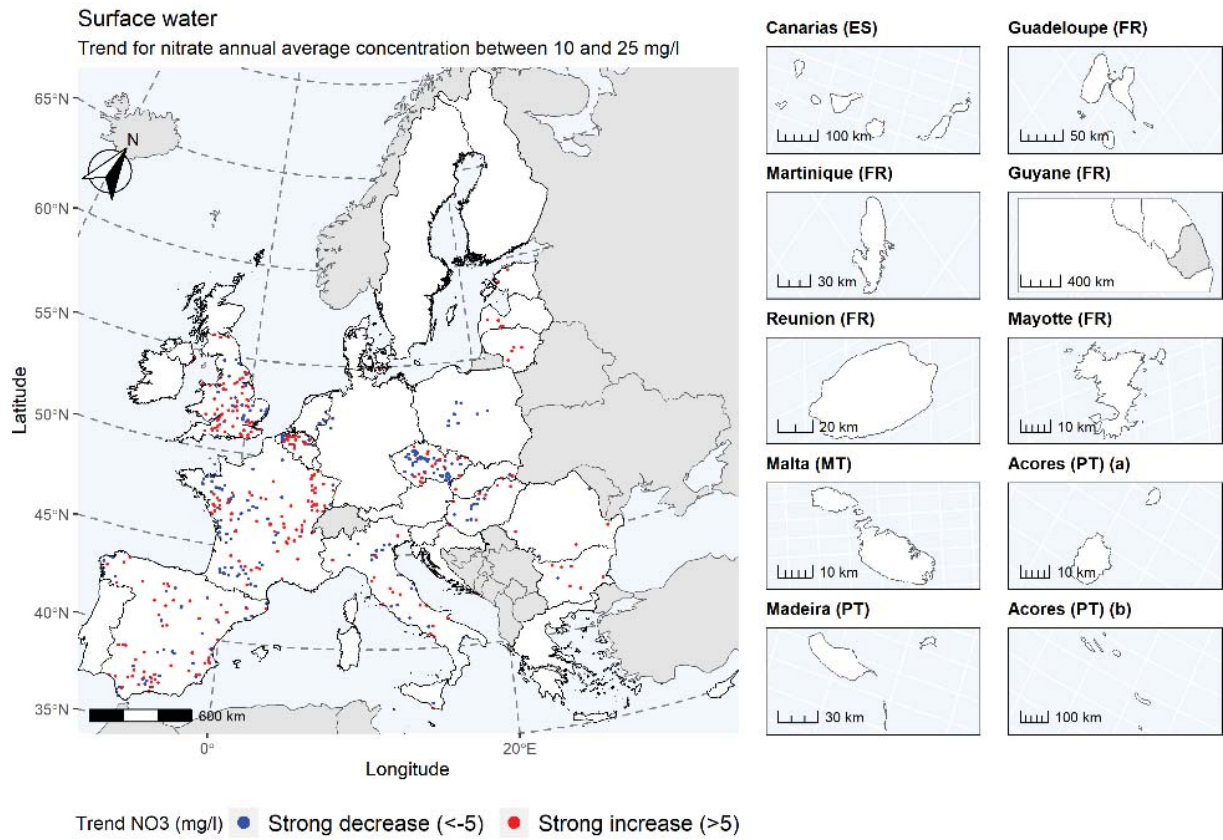 Surface water
Trend for nitrate annual average concentration between 10 and 25 mg/l
65°N
60°N
55°N
50°N
45°N
40°N
35°N
Latitude
N
600 km
0°
20°E
Longitude
Trend NO3 (mg/l) Strong decrease (<-5) Strong increase (>5)
Canarias (ES)
100 km
Guadeloupe (FR)
50 km
Martinique (FR)
30 km
Guyane (FR)
400 km
Reunion (FR)
20 km
Mayotte (FR)
10 km
Malta (MT)
10 km
Acores (PT) (a)
10 km
Madeira (PT)
30 km
Acores (PT) (b)
100 km